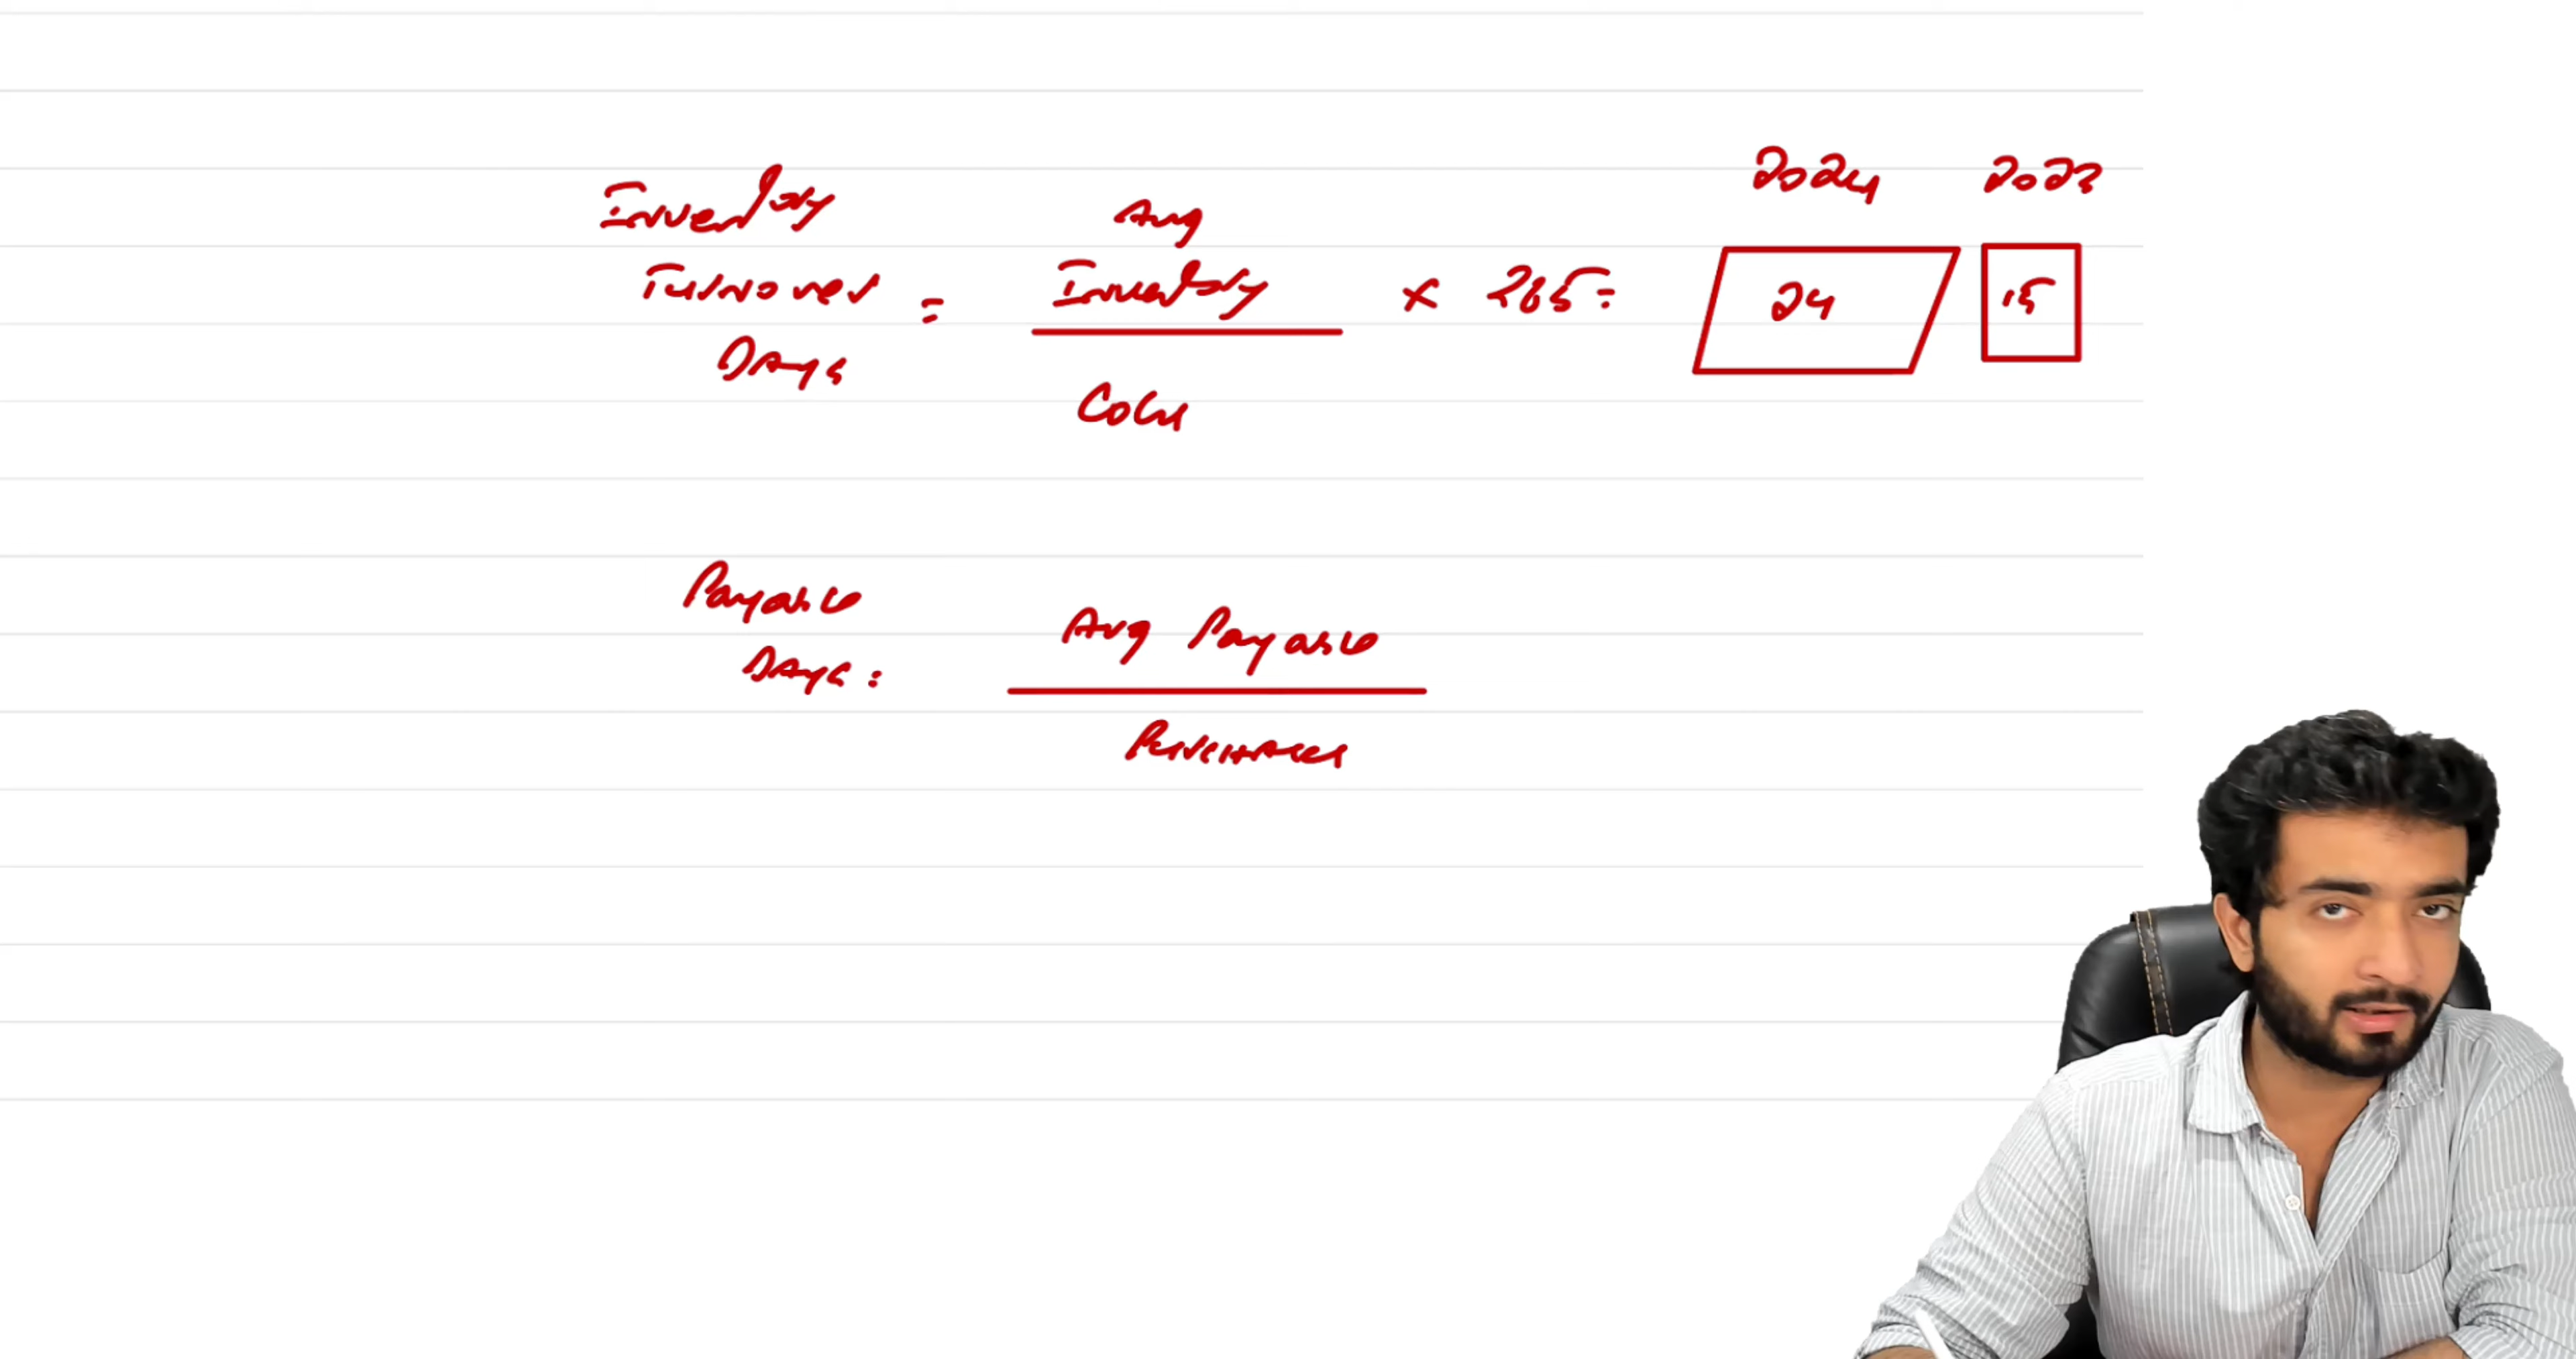 2024 2023
Inventory Avg
Turnover = Inventory × 365 = 24 15
Days COGS
Payable Avg Payable
Days = Purchases